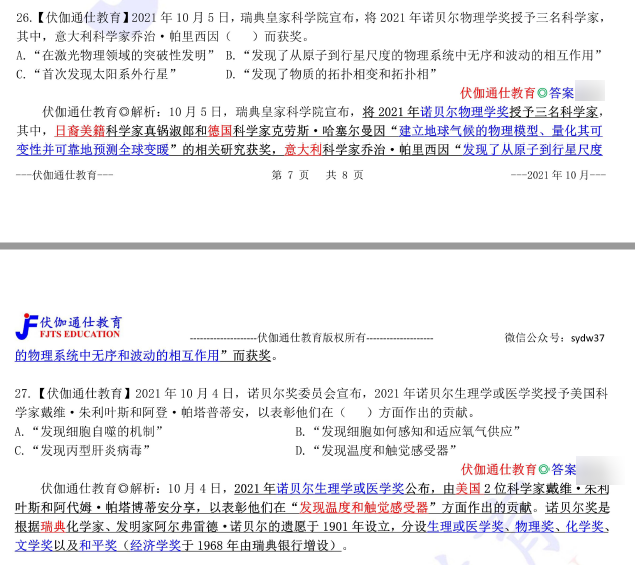 26.【伏伽通仕教育】2021 年 10 月 5 日，瑞典皇家科学院宣布，将 2021 年诺贝尔物理学奖授予三名科学家，
其中，意大利科学家乔治·帕里西因（　　）而获奖。
A.“在激光物理领域的突破性发明” B.“发现了从原子到行星尺度的物理系统中无序和波动的相互作用”
C.“首次发现太阳系外行星” D.“发现了物质的拓扑相变和拓扑相”
伏伽通仕教育◎答案
伏伽通仕教育◎解析：10 月 5 日，瑞典皇家科学院宣布，将 2021 年诺贝尔物理学奖授予三名科学家，
其中，日裔美籍科学家真锅淑郎和德国科学家克劳斯·哈塞尔曼因“建立地球气候的物理模型、量化其可
变性并可靠地预测全球变暖”的相关研究获奖，意大利科学家乔治·帕里西因“发现了从原子到行星尺度
---伏伽通仕教育--- 第 7 页 共 8 页 ---2021 年 10 月---
伏伽通仕教育
FJTS EDUCATION
--------------------伏伽通仕教育版权所有-------------------- 微信公众号：sydw37
的物理系统中无序和波动的相互作用”而获奖。
27.【伏伽通仕教育】2021 年 10 月 4 日，诺贝尔奖委员会宣布，2021 年诺贝尔生理学或医学奖授予美国科
学家戴维·朱利叶斯和阿登·帕塔普蒂安，以表彰他们在（　　）方面作出的贡献。
A.“发现细胞自噬的机制” B.“发现细胞如何感知和适应氧气供应”
C.“发现丙型肝炎病毒” D.“发现温度和触觉感受器”
伏伽通仕教育◎答案
伏伽通仕教育◎解析：10 月 4 日，2021 年诺贝尔生理学或医学奖公布，由美国 2 位科学家戴维·朱利
叶斯和阿代姆·帕塔博蒂安分享，以表彰他们在“发现温度和触觉感受器”方面作出的贡献。诺贝尔奖是
根据瑞典化学家、发明家阿尔弗雷德·诺贝尔的遗愿于 1901 年设立，分设生理或医学奖、物理奖、化学奖、
文学奖以及和平奖（经济学奖于 1968 年由瑞典银行增设）。